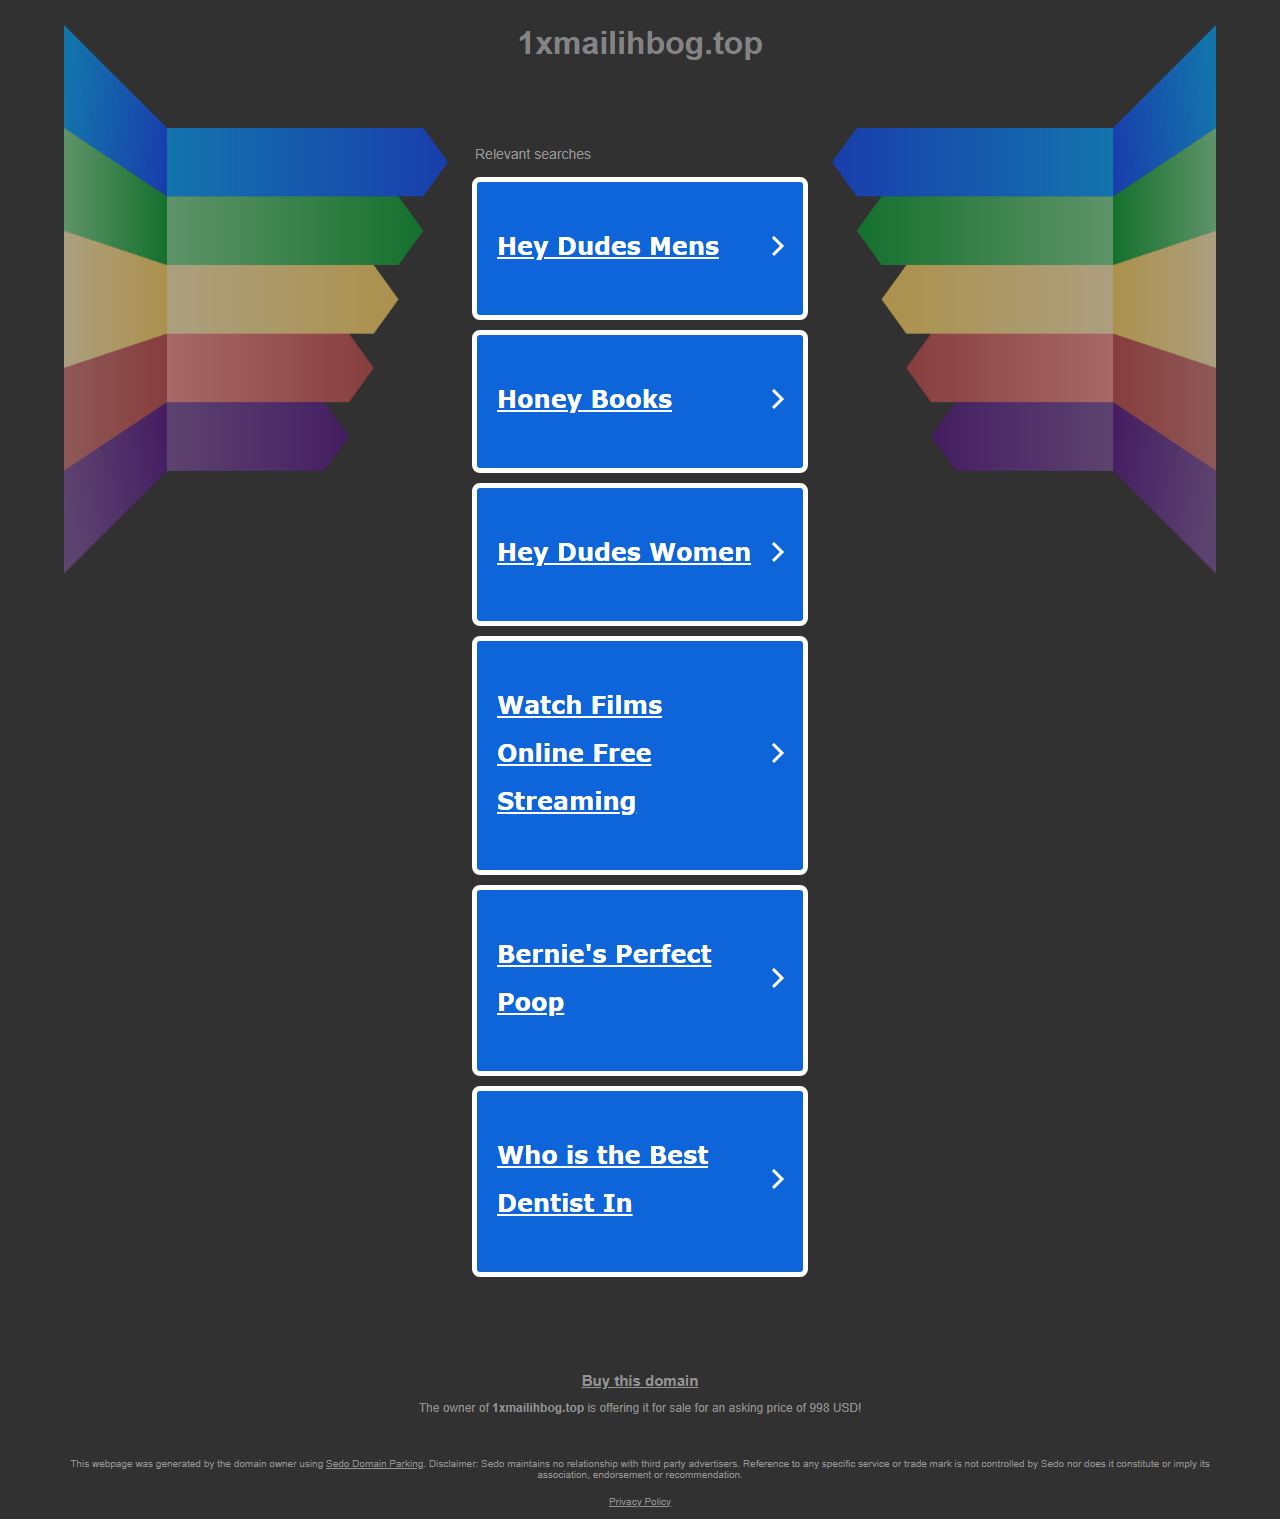 1xmailihbog.top
Relevant searches
Hey Dudes Mens
Honey Books
Hey Dudes Women
Watch Films
Online Free
Streaming
Bernie's Perfect
Poop
Who is the Best
Dentist In
Buy this domain
The owner of 1xmailihbog.top is offering it for sale for an asking price of 998 USD!
This webpage was generated by the domain owner using Sedo Domain Parking. Disclaimer: Sedo maintains no relationship with third party advertisers. Reference to any specific service or trade mark is not controlled by Sedo nor does it constitute or imply its
association, endorsement or recommendation.
Privacy Policy